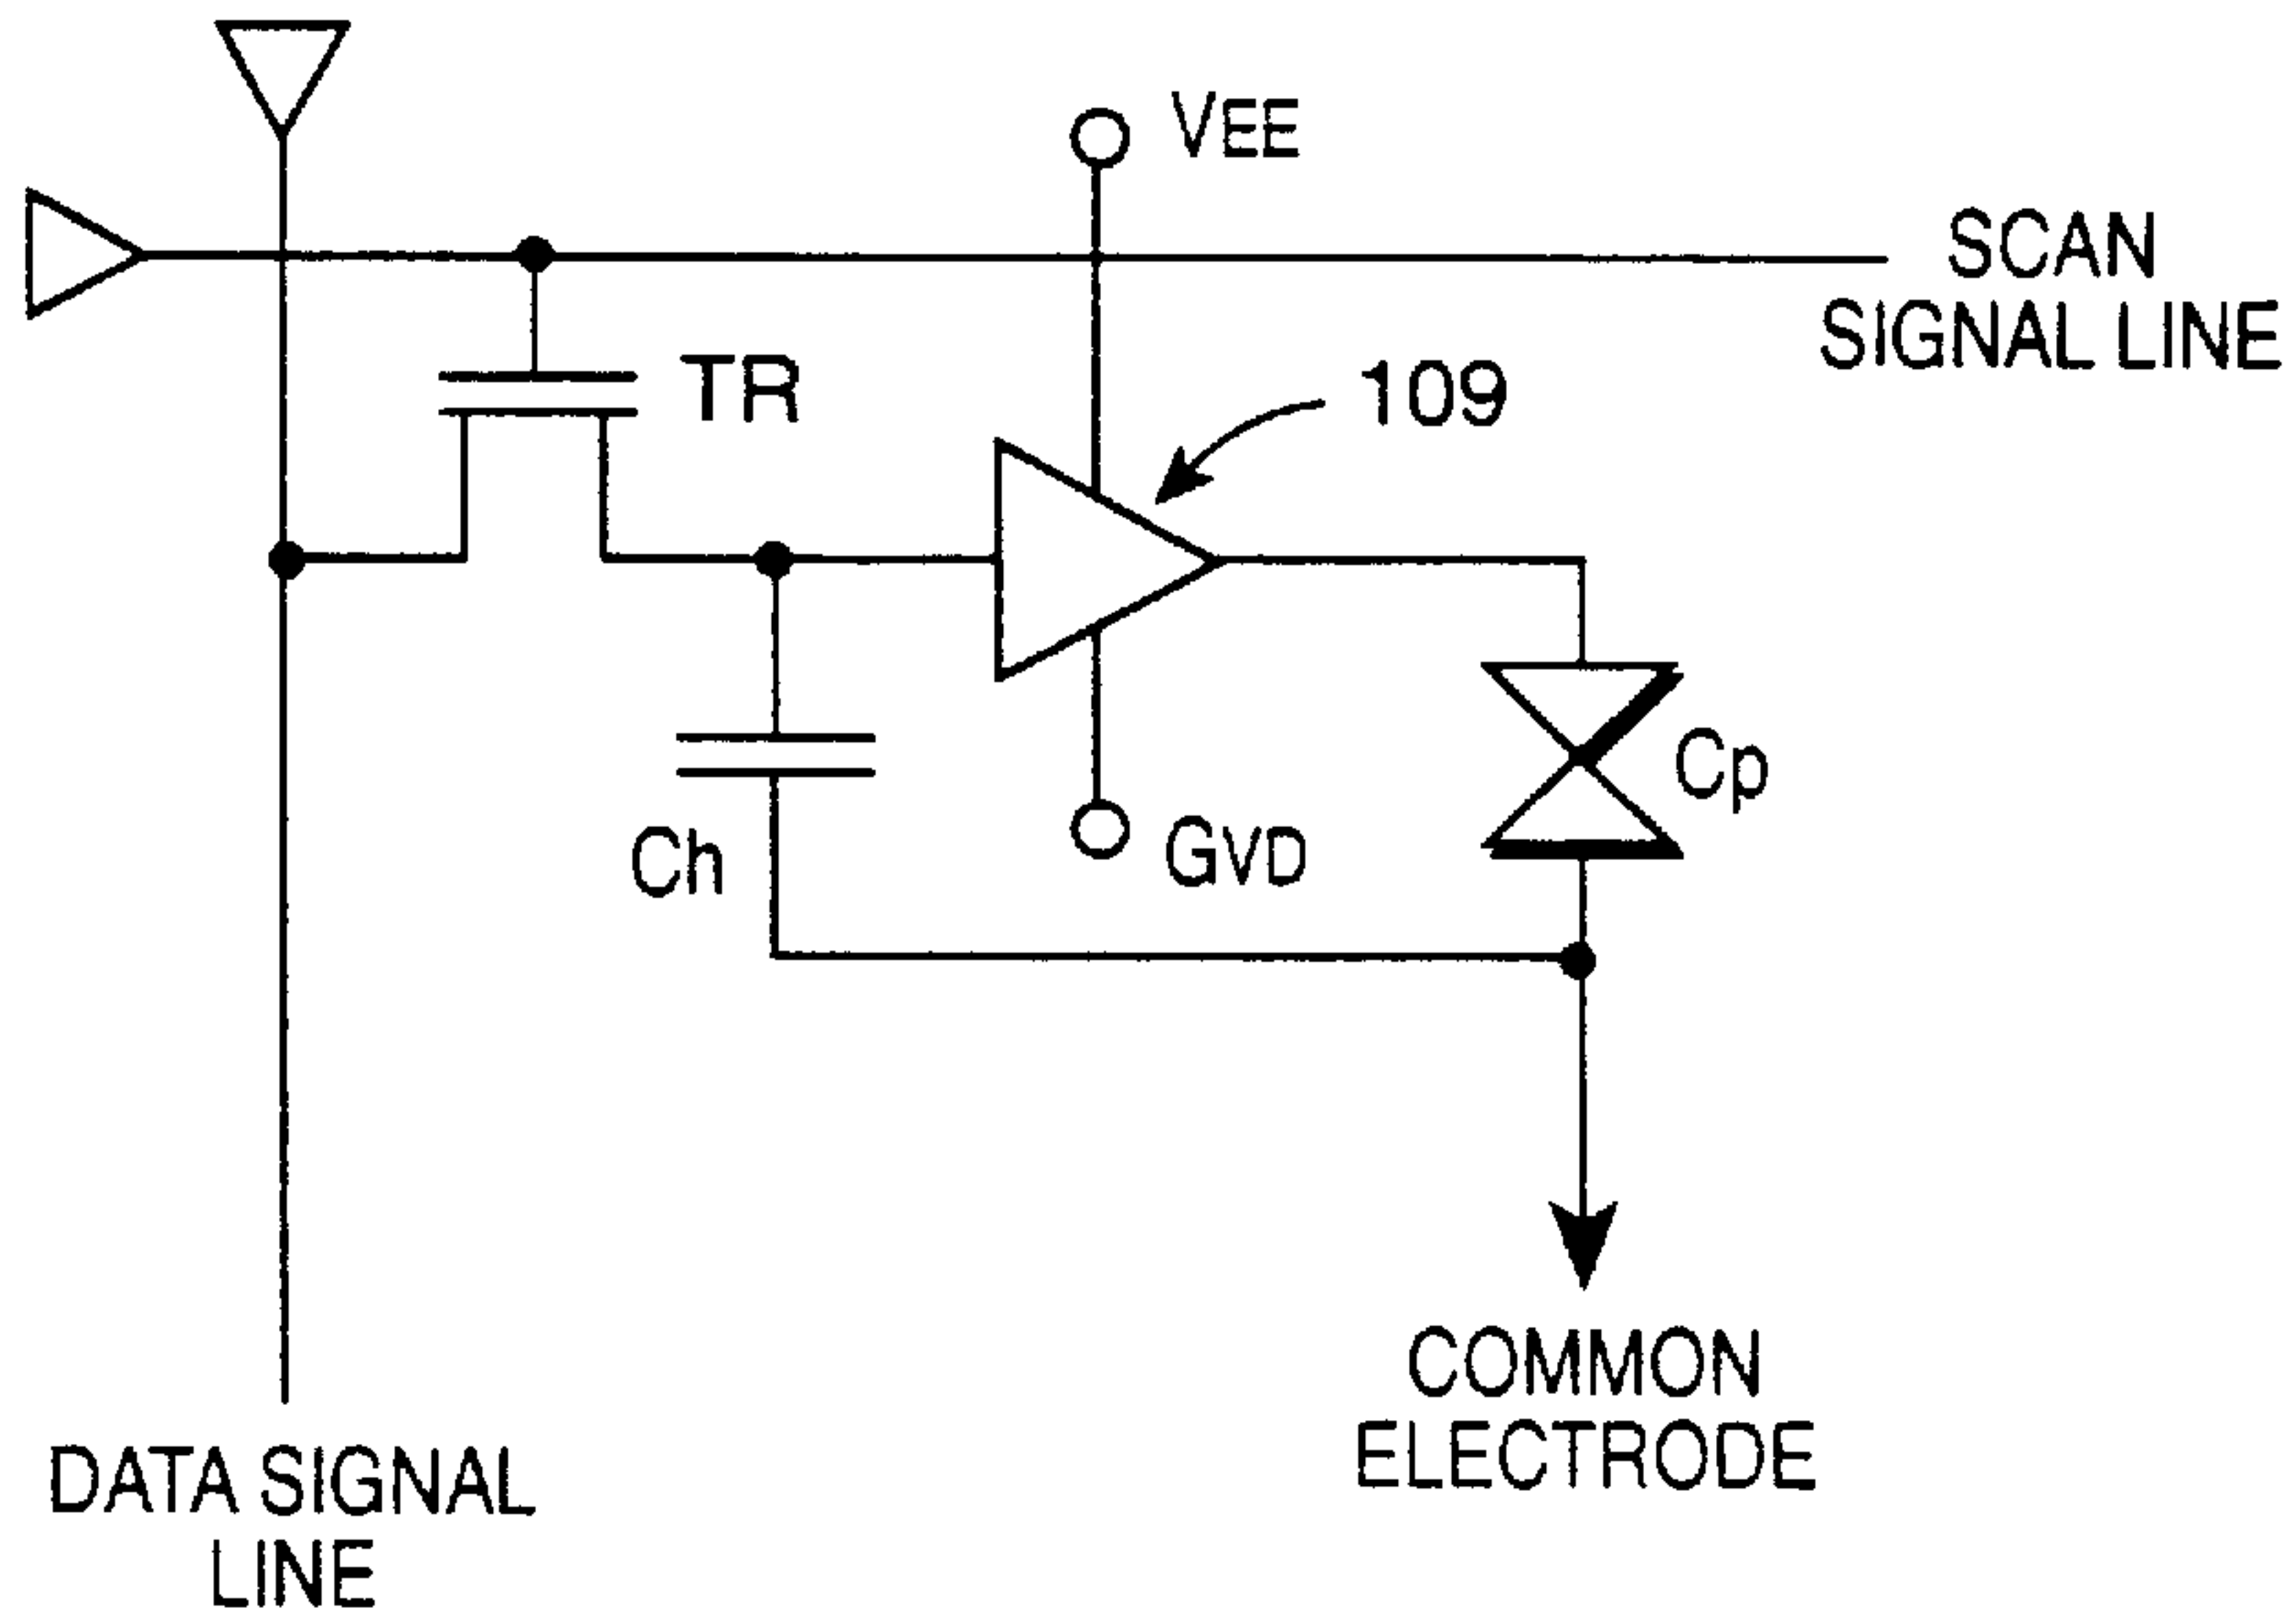 VEE
SCAN
SIGNAL LINE
TR
109
Cp
Ch
GVD
COMMON
ELECTRODE
DATA SIGNAL
LINE